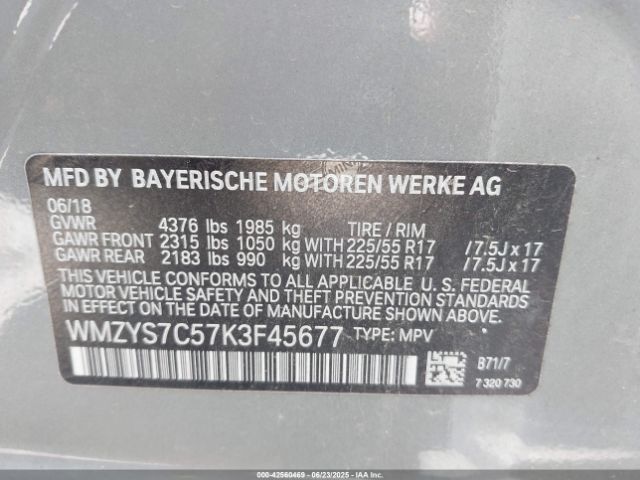 MFD BY BAYERISCHE MOTOREN WERKE AG
06/18
GVWR 4376 lbs 1985 kg TIRE / RIM
GAWR FRONT 2315 lbs 1050 kg WITH 225/55 R17 /7.5J x 17
GAWR REAR 2183 lbs 990 kg WITH 225/55 R17 /7.5J x 17
THIS VEHICLE CONFORMS TO ALL APPLICABLE U. S. FEDERAL
MOTOR VEHICLE SAFETY, BUMPER, AND THEFT PREVENTION
STANDARDS IN EFFECT ON THE DATE OF MANUFACTURE SHOWN ABOVE.
WMZYS7C57K3F45677 TYPE: MPV
B71/7
7 320 730
000-42560469 - 06/23/2025 - IAAI.COM